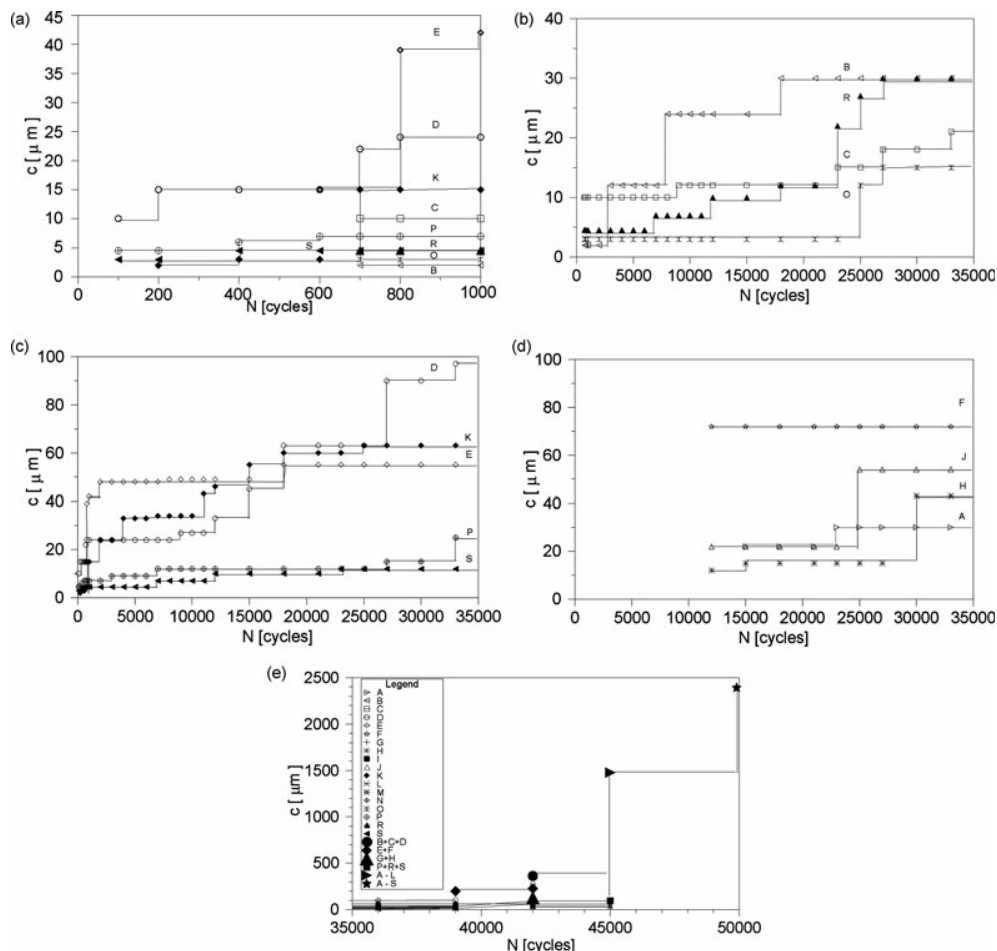 (a)
45
40
35
30
25
20
15
10
5
0
c [ μ m ]
E
D
K
C
P
S
R
O
B
200
400
600
800
1000
N [cycles]
(b)
40
30
20
10
0
c [ μ m ]
B
R
C
O
0
5000
10000
15000
20000
25000
30000
35000
N [cycles]
(c)
100
80
60
40
20
0
c [ μ m ]
D
K
E
P
S
0
5000
10000
15000
20000
25000
30000
35000
N [cycles]
(d)
100
80
60
40
20
0
c [ μ m ]
F
J
H
A
0
5000
10000
15000
20000
25000
30000
35000
N [cycles]
(e)
2500
2000
1500
1000
500
0
c [μm]
Legend
A
B
C
D
E
F
G
H
I
J
K
L
M
N
O
P
R
S
B+C+D
E+F
G+H
P+R+S
A - L
A - S
35000
40000
45000
50000
N [cycles]